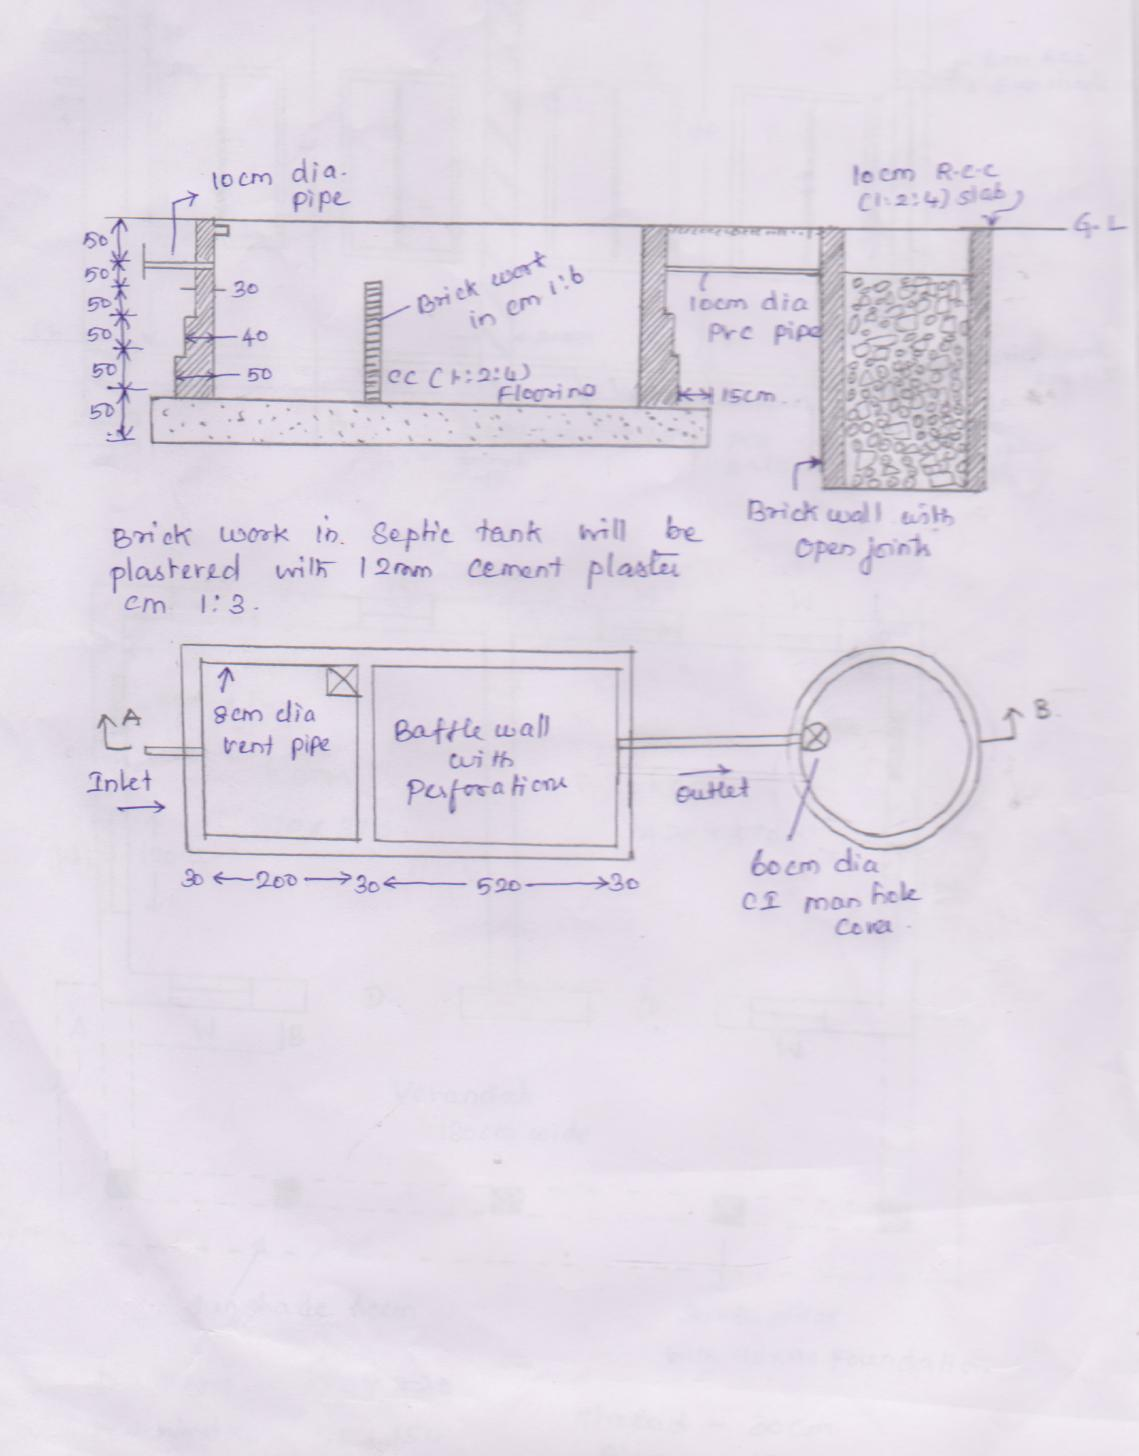 10cm dia.
pipe
10cm R.C.C
(1:2:4) slab
G.L
50
50
50
50
50
50
30
40
50
Brick work
in cm 1:6
CC (1:2:4)
Flooring
10cm dia
PVC pipe
15cm
Brick wall with
open joints
Brick work in septic tank will be
plastered with 12mm cement plaster
cm 1:3.
A
Inlet
8cm dia
vent pipe
Baffle wall
with
Perforations
outlet
B
60cm dia
CI man hole
cover.
30 200 30 520 30
Verandah
180cm wide